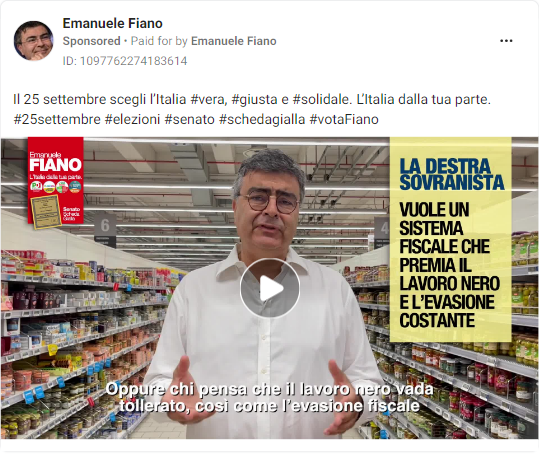 Emanuele Fiano
Sponsored • Paid for by Emanuele Fiano
ID: 1097762274183614
Il 25 settembre scegli l'Italia #vera, #giusta e #solidale. L'Italia dalla tua parte.
#25settembre #elezioni #senato #schedagialla #votaFiano
Emanuele
FIANO
L'Italia dalla tua parte.
Senato
Scheda
Gialla
6
4
LA DESTRA
SOVRANISTA
VUOLE UN
SISTEMA
FISCALE CHE
PREMIA IL
LAVORO NERO
E L'EVASIONE
COSTANTE
Oppure chi pensa che il lavoro nero vada
tollerato, così come l'evasione fiscale